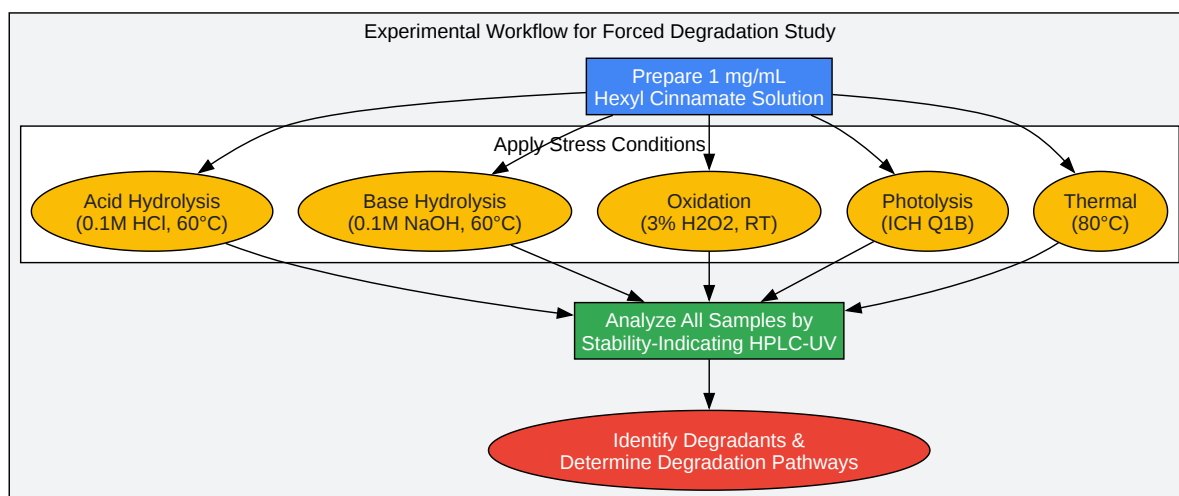 Experimental Workflow for Forced Degradation Study
Prepare 1 mg/mL
Hexyl Cinnamate Solution
Apply Stress Conditions
Acid Hydrolysis
(0.1M HCl, 60°C)
Base Hydrolysis
(0.1M NaOH, 60°C)
Oxidation
(3% H2O2, RT)
Photolysis
(ICH Q1B)
Thermal
(80°C)
Analyze All Samples by
Stability-Indicating HPLC-UV
Identify Degradants &
Determine Degradation Pathways